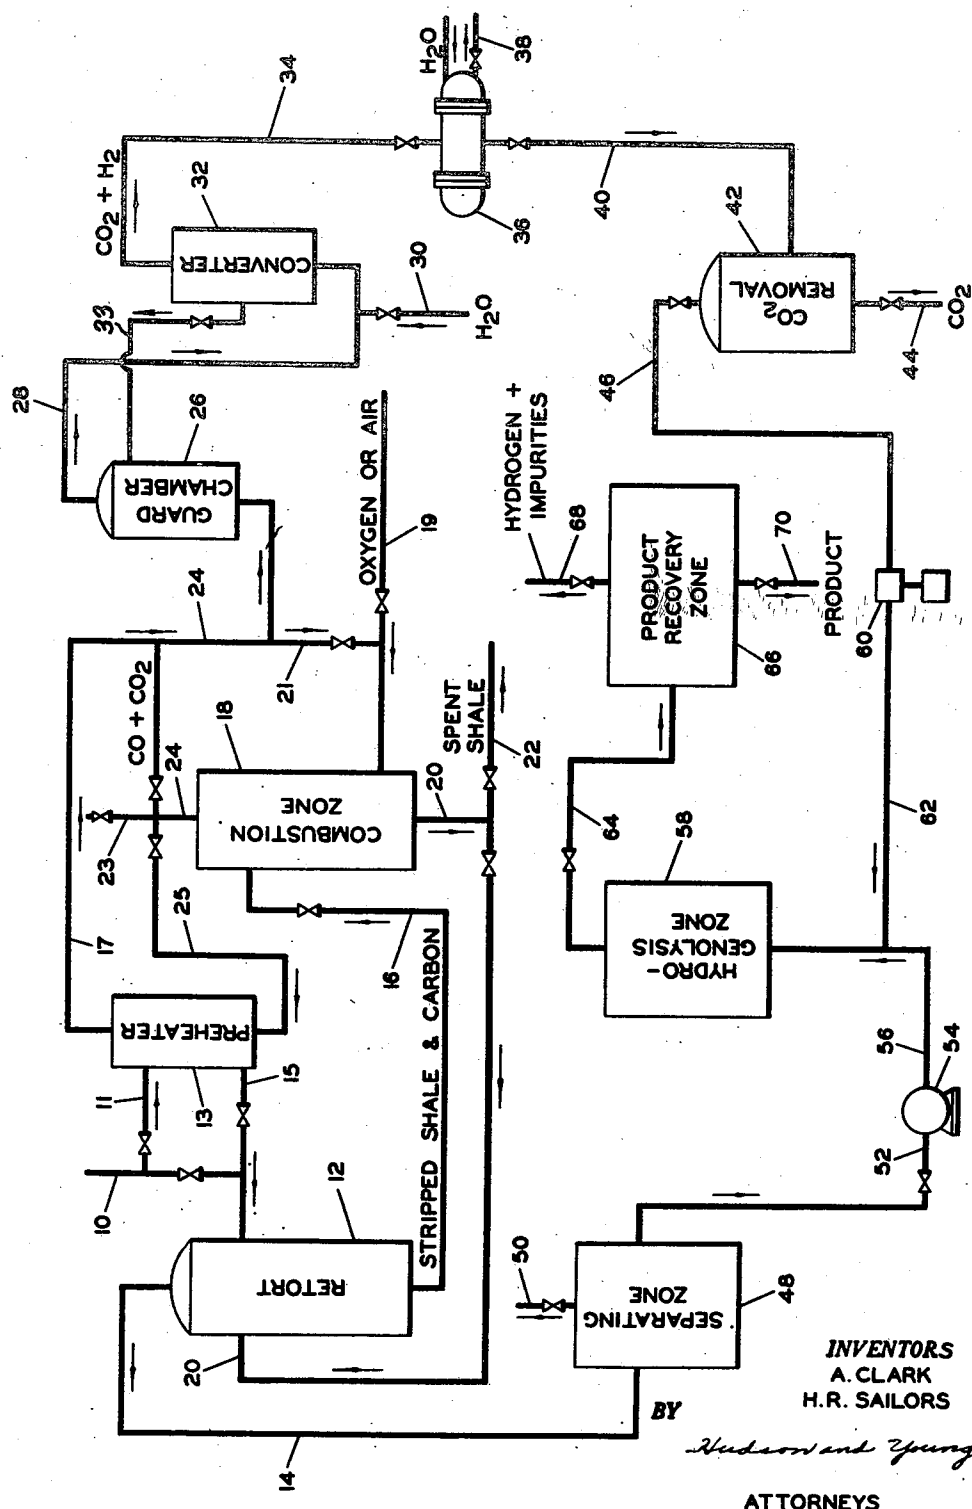 H₂O
38
34
CO₂ + H₂
32
CONVERTER
36
40
33
30
H₂O
42
CO₂
REMOVAL
44
CO₂
46
28
26
GUARD
CHAMBER
OXYGEN OR AIR
19
HYDROGEN +
IMPURITIES
68
PRODUCT
RECOVERY
ZONE
70
PRODUCT
66
60
24
21
CO + CO₂
24
18
COMBUSTION
ZONE
20
SPENT
SHALE
22
23
25
17
16
64
58
62
HYDRO-
GENOLYSIS
ZONE
PREHEATER
11
13
15
10
12
RETORT
STRIPPED SHALE & CARBON
20
14
56
54
52
50
SEPARATING
ZONE
48
INVENTORS
A. CLARK
H.R. SAILORS
BY
Hudson and Young
ATTORNEYS